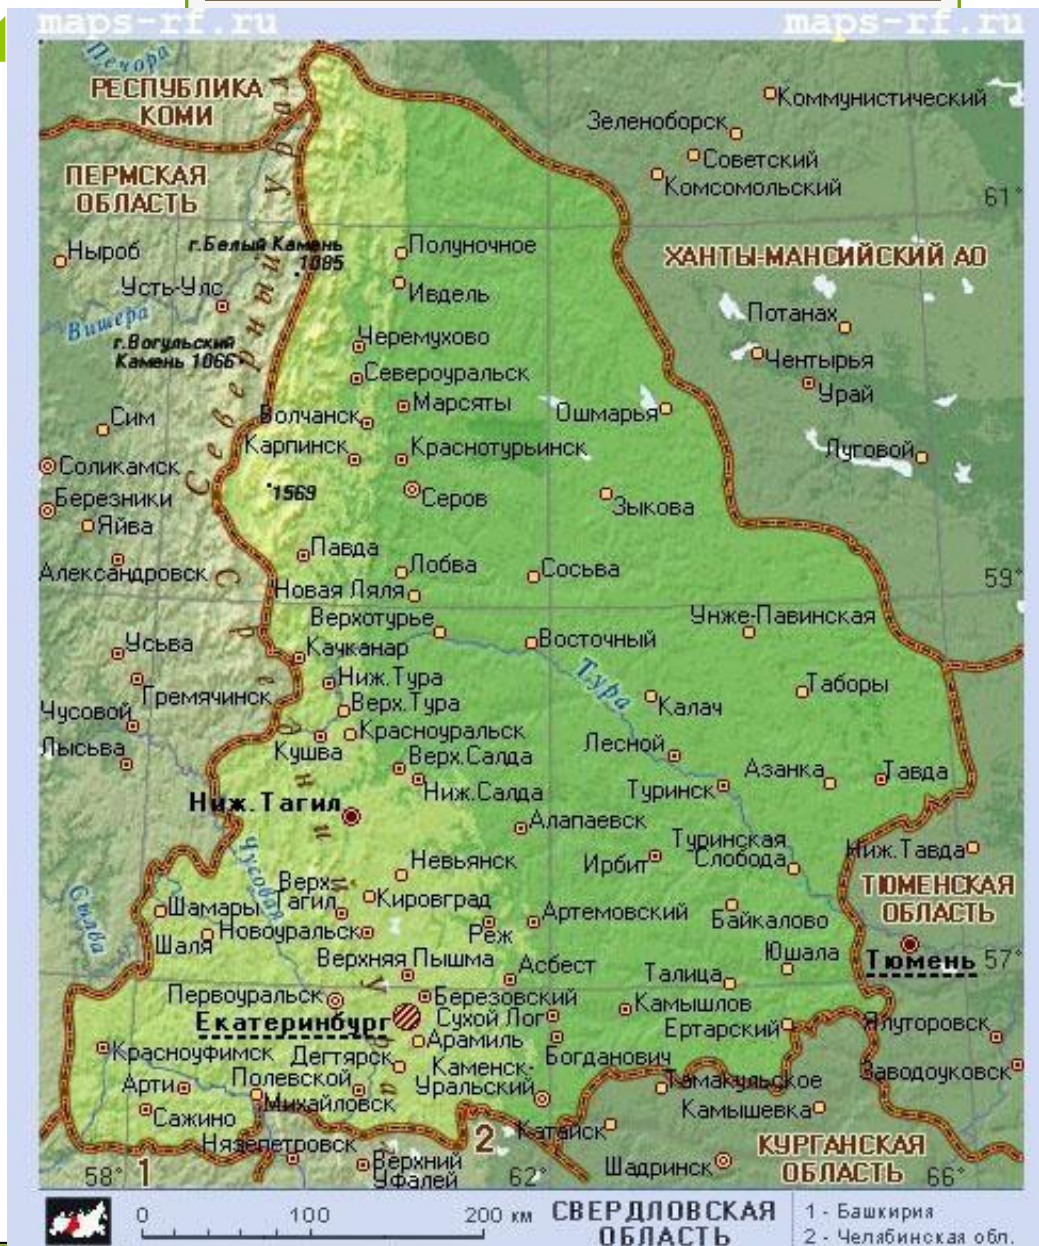 maps-rf.ru
maps-rf.ru
Печора
РЕСПУБЛИКА
КОМИ
Коммунистический
Зеленоборск
Советский
Комсомольский
ПЕРМСКАЯ
ОБЛАСТЬ
61°
Северный Урал
Ныроб
г.Белый Камень
1085
Полуночное
ХАНТЫ-МАНСИЙСКИЙ АО
Усть-Улс
Ивдель
Вишера
Потанах
г.Вогульский
Камень 1066
Черемухово
Чентырья
Североуральск
Урай
Сим
Волчанск
Марсяты
Ошмарья
Карпинск
Краснотурьинск
Луговой
Соликамск
1569
Серов
Зыкова
Березники
Яйва
Павда
Александровск
Лобва
Сосьва
59°
Новая Ляля
Средний Урал
Верхотурье
Унже-Павинская
Усьва
Качканар
Восточный
Гремячинск
Ниж.Тура
Тура
Таборы
Чусовой
Верх.Тура
Калач
Лысьва
Кушва
Красноуральск
Лесной
Верх.Салда
Азанка
Тавда
Ниж.Салда
Туринск
Ниж.Тагил
Алапаевск
Туринская
Слобода
Ниж.Тавда
Чусовая
Невьянск
Ирбит
ТЮМЕНСКАЯ
ОБЛАСТЬ
Сылва
Верх.
Тагил
Кировград
Шамары
Артемовский
Байкалово
Шаля
Новоуральск
Реж
Верхняя Пышма
Асбест
Талица
Юшала
Тюмень
57°
Первоуральск
Березовский
Камышлов
Екатеринбург
Сухой Лог
Ертарский
Ялуторовск
Арамиль
Красноуфимск
Дегтярск
Богданович
Каменск-
Уральский
Заводоуковск
Арти
Полевской
Тамакульское
Михайловск
Камышевка
Сажино
Нязепетровск
2
Катайск
КУРГАНСКАЯ
ОБЛАСТЬ
58°
1
Верхний
Уфалей
62°
Шадринск
66°
0
100
200 км
СВЕРДЛОВСКАЯ
ОБЛАСТЬ
1 - Башкирия
2 - Челябинская обл.